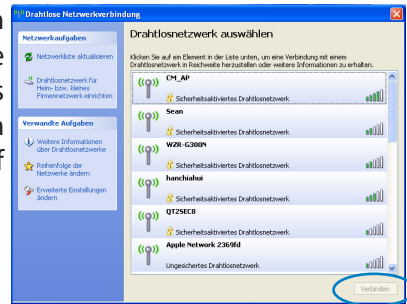 Drahtlose Netzwerkverbindung
Netzwerkaufgaben
Netzwerkliste aktualisieren
Drahtlosnetzwerk für
Heim- bzw. kleines
Firmennetzwerk einrichten
Verwandte Aufgaben
Weitere Informationen
über Drahtlosnetzwerke
Reihenfolge der
Netzwerke ändern
Erweiterte Einstellungen
ändern
Drahtlosnetzwerk auswählen
Klicken Sie auf ein Element in der Liste unten, um eine Verbindung mit einem
Drahtlosnetzwerk in Reichweite herzustellen oder weitere Informationen zu erhalten.
CM_AP
Sicherheitsaktiviertes Drahtlosnetzwerk
Sean
Sicherheitsaktiviertes Drahtlosnetzwerk
WZR-G300N
Sicherheitsaktiviertes Drahtlosnetzwerk
hanchiahui
Sicherheitsaktiviertes Drahtlosnetzwerk
QT2SEC8
Sicherheitsaktiviertes Drahtlosnetzwerk
Apple Network 2369fd
Ungesichertes Drahtlosnetzwerk
Verbinden